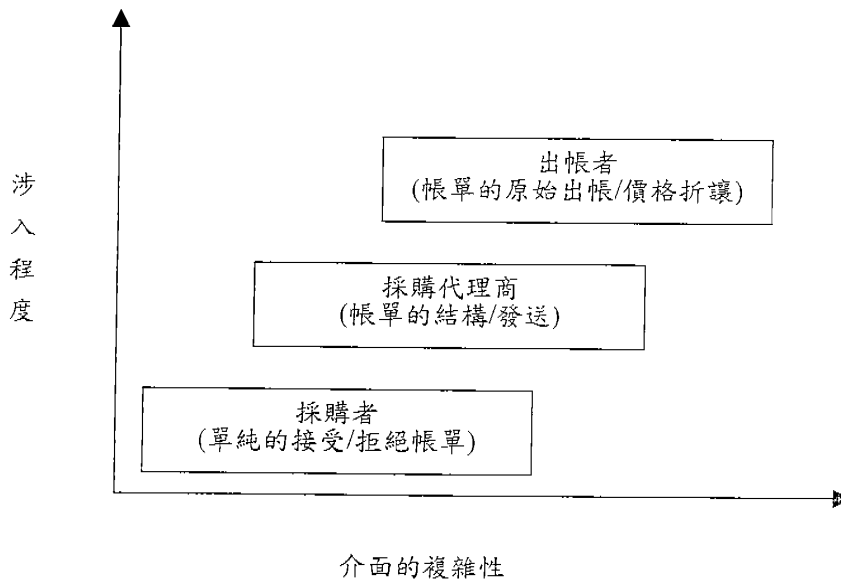 出帳者
(帳單的原始出帳/價格折讓)
涉入程度
採購代理商
(帳單的結構/發送)
採購者
(單純的接受/拒絕帳單)
介面的複雜性